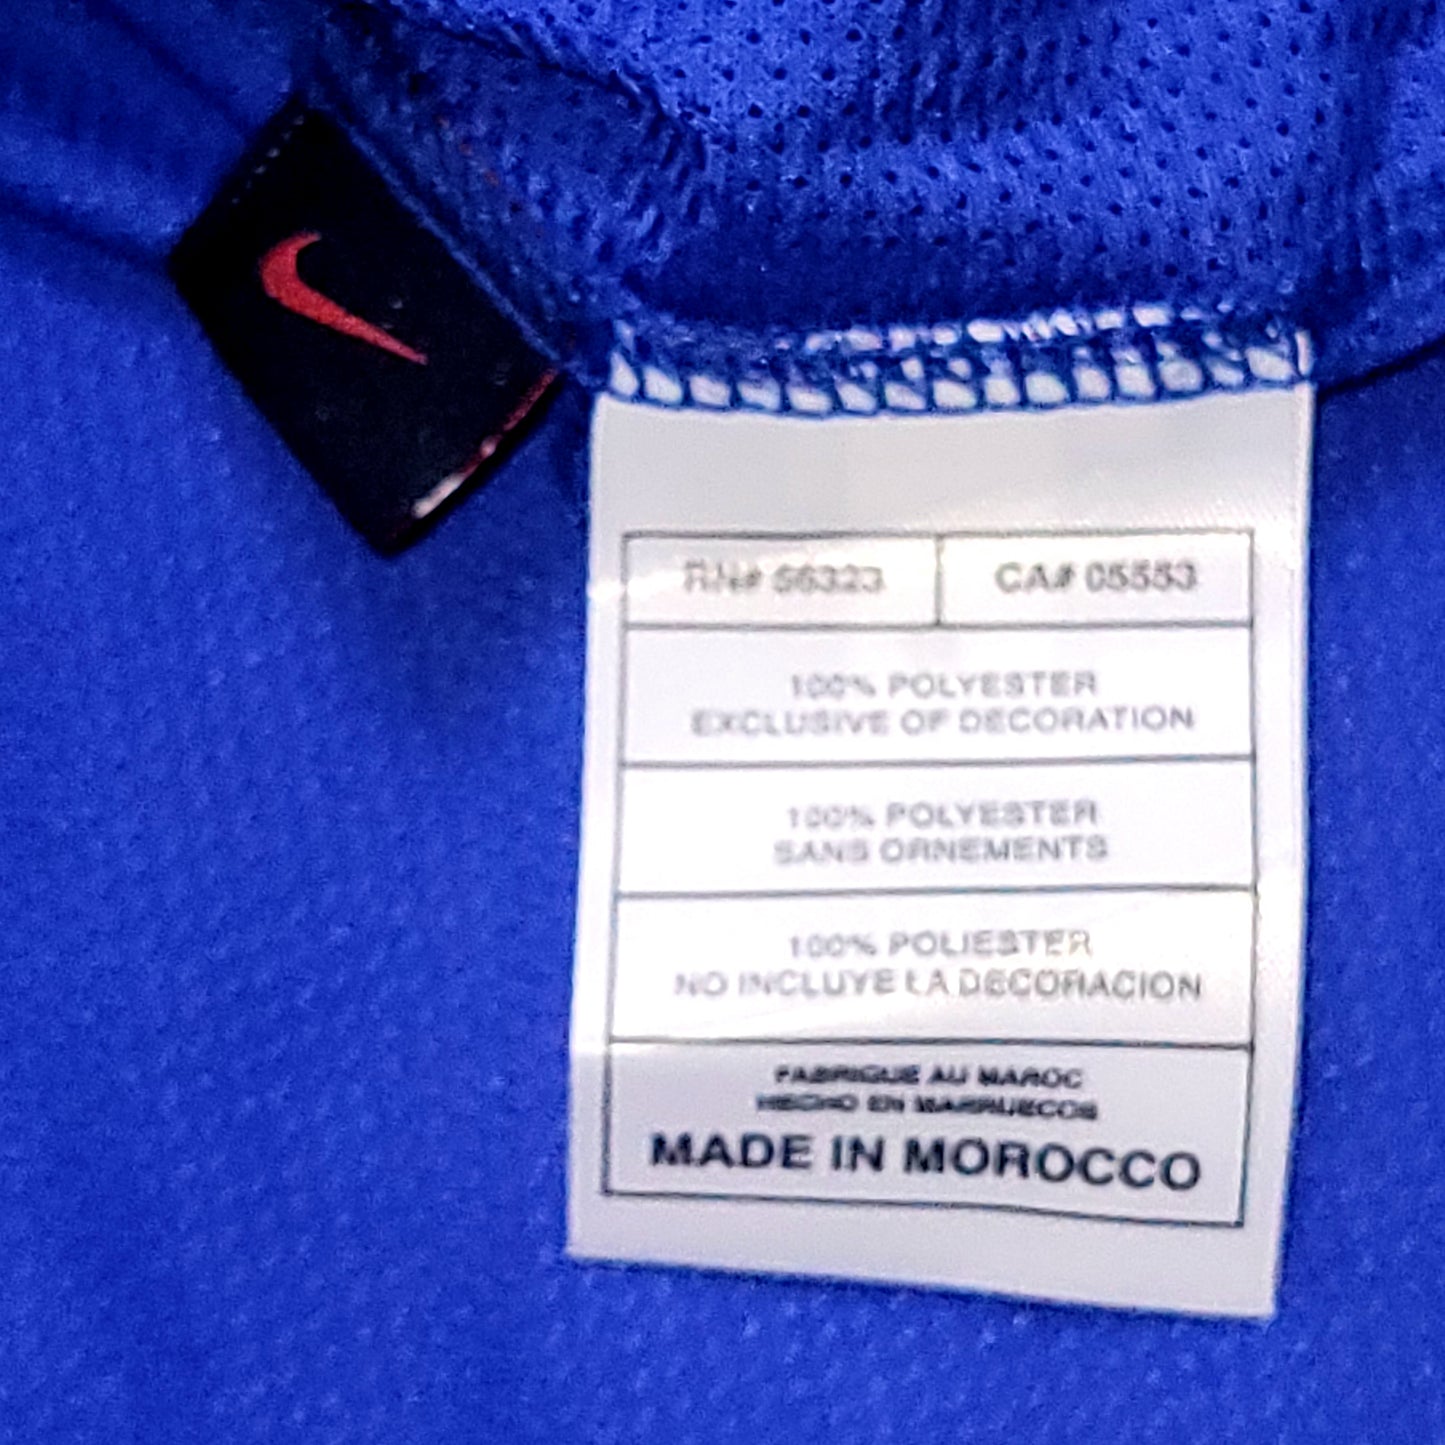 RN# 56323
CA# 05553
100% POLYESTER
EXCLUSIVE OF DECORATION
100% POLYESTER
SANS ORNEMENTS
100% POLIESTER
NO INCLUYE LA DECORACION
FABRIQUE AU MAROC
HECHO EN MARRUECOS
MADE IN MOROCCO